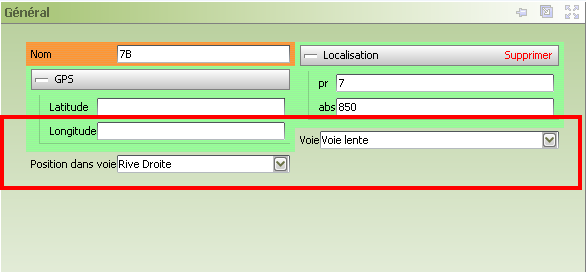 Général
Nom 7B
Localisation Supprimer
GPS
pr 7
Latitude
abs 850
Longitude
Voie Voie lente
Position dans voie Rive Droite